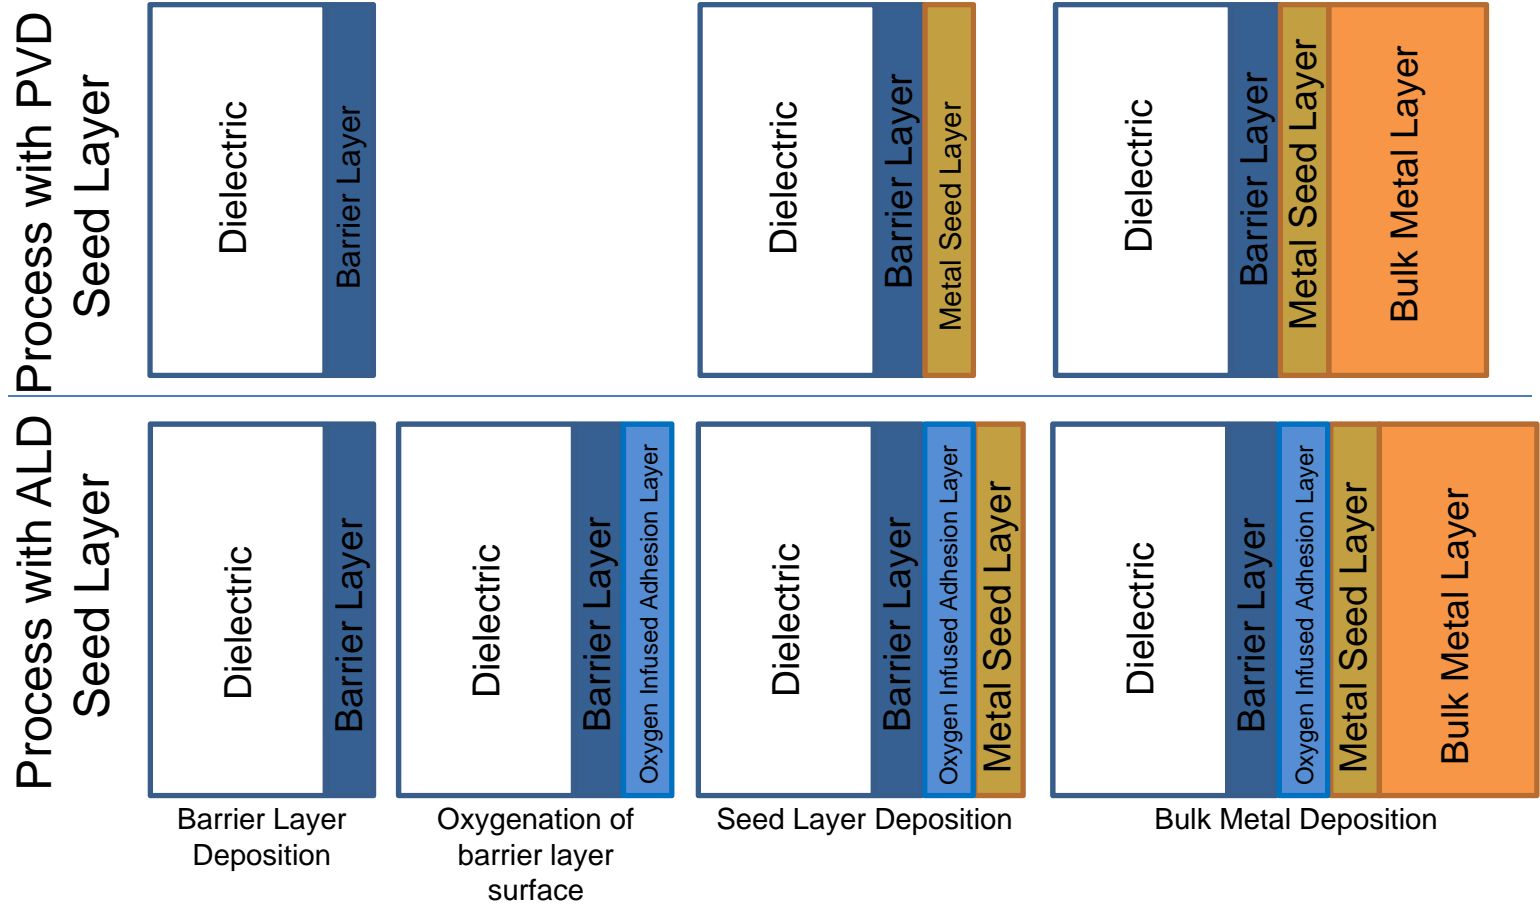 Process with PVD
Seed Layer
Dielectric
Barrier Layer
Dielectric
Barrier Layer
Metal Seed Layer
Dielectric
Barrier Layer
Metal Seed Layer
Bulk Metal Layer
Process with ALD
Seed Layer
Dielectric
Barrier Layer
Dielectric
Barrier Layer
Oxygen Infused Adhesion Layer
Dielectric
Barrier Layer
Oxygen Infused Adhesion Layer
Metal Seed Layer
Dielectric
Barrier Layer
Oxygen Infused Adhesion Layer
Metal Seed Layer
Bulk Metal Layer
Barrier Layer
Deposition
Oxygenation of
barrier layer
surface
Seed Layer Deposition
Bulk Metal Deposition